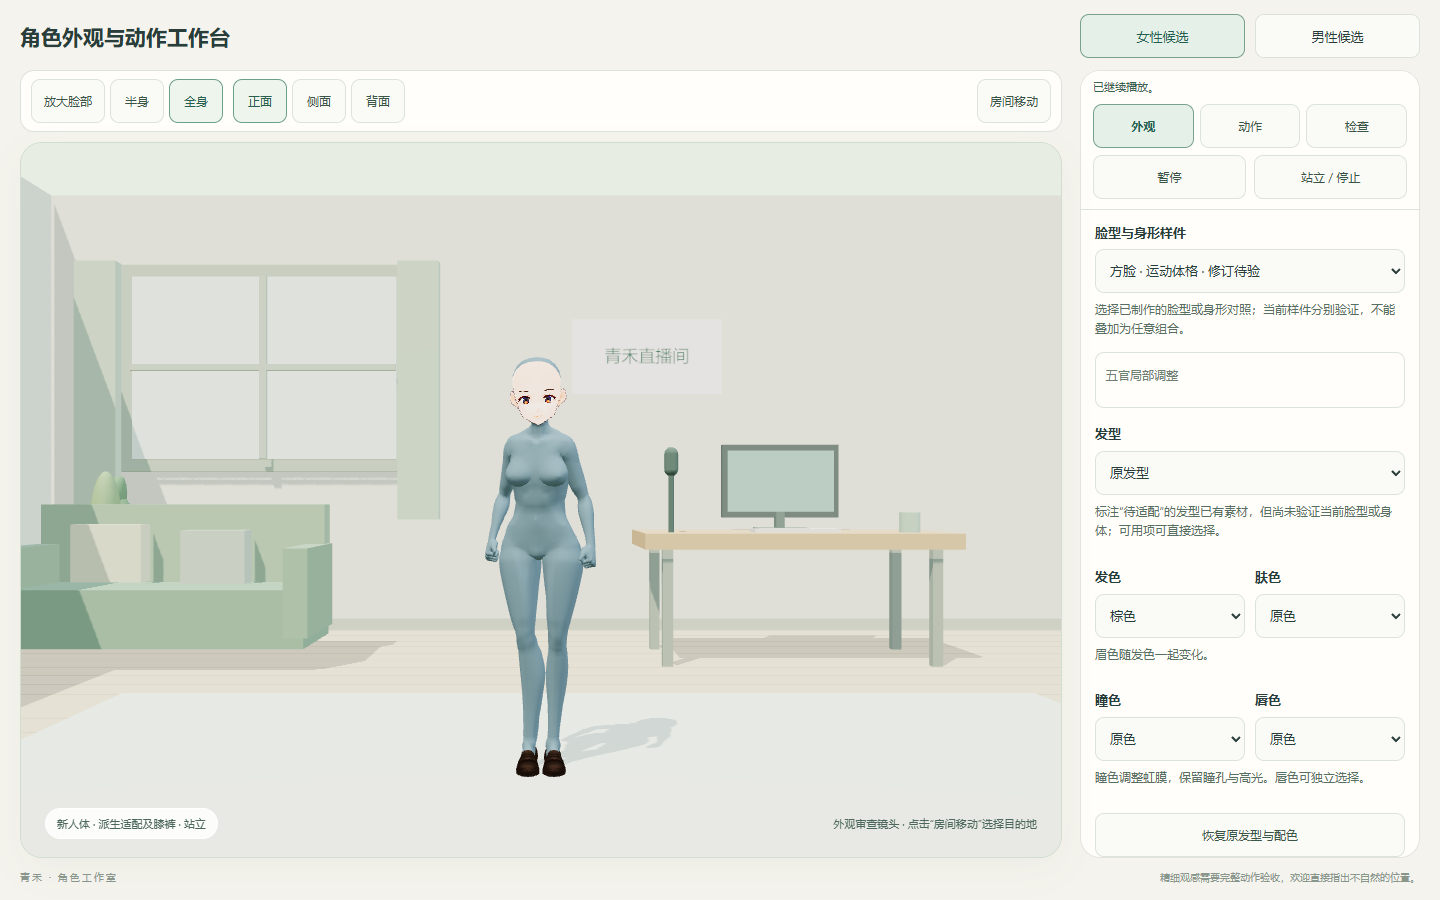 角色外观与动作工作台
女性候选
男性候选
放大脸部
半身
全身
正面
侧面
背面
房间移动
已继续播放。
外观
动作
检查
暂停
站立 / 停止
脸型与身形样件
方脸 · 运动体格 · 修订待验
选择已制作的脸型或身形对照；当前样件分别验证，不能
叠加为任意组合。
五官局部调整
发型
原发型
标注“待适配”的发型已有素材，但尚未验证当前脸型或身
体；可用项可直接选择。
发色
肤色
棕色
原色
眉色随发色一起变化。
瞳色
唇色
原色
原色
瞳色调整虹膜，保留瞳孔与高光。唇色可独立选择。
恢复原发型与配色
青禾直播间
新人体 · 派生适配及膝裤 · 站立
外观审查镜头 · 点击“房间移动”选择目的地
青禾 · 角色工作室
精细观感需要完整动作验收，欢迎直接指出不自然的位置。